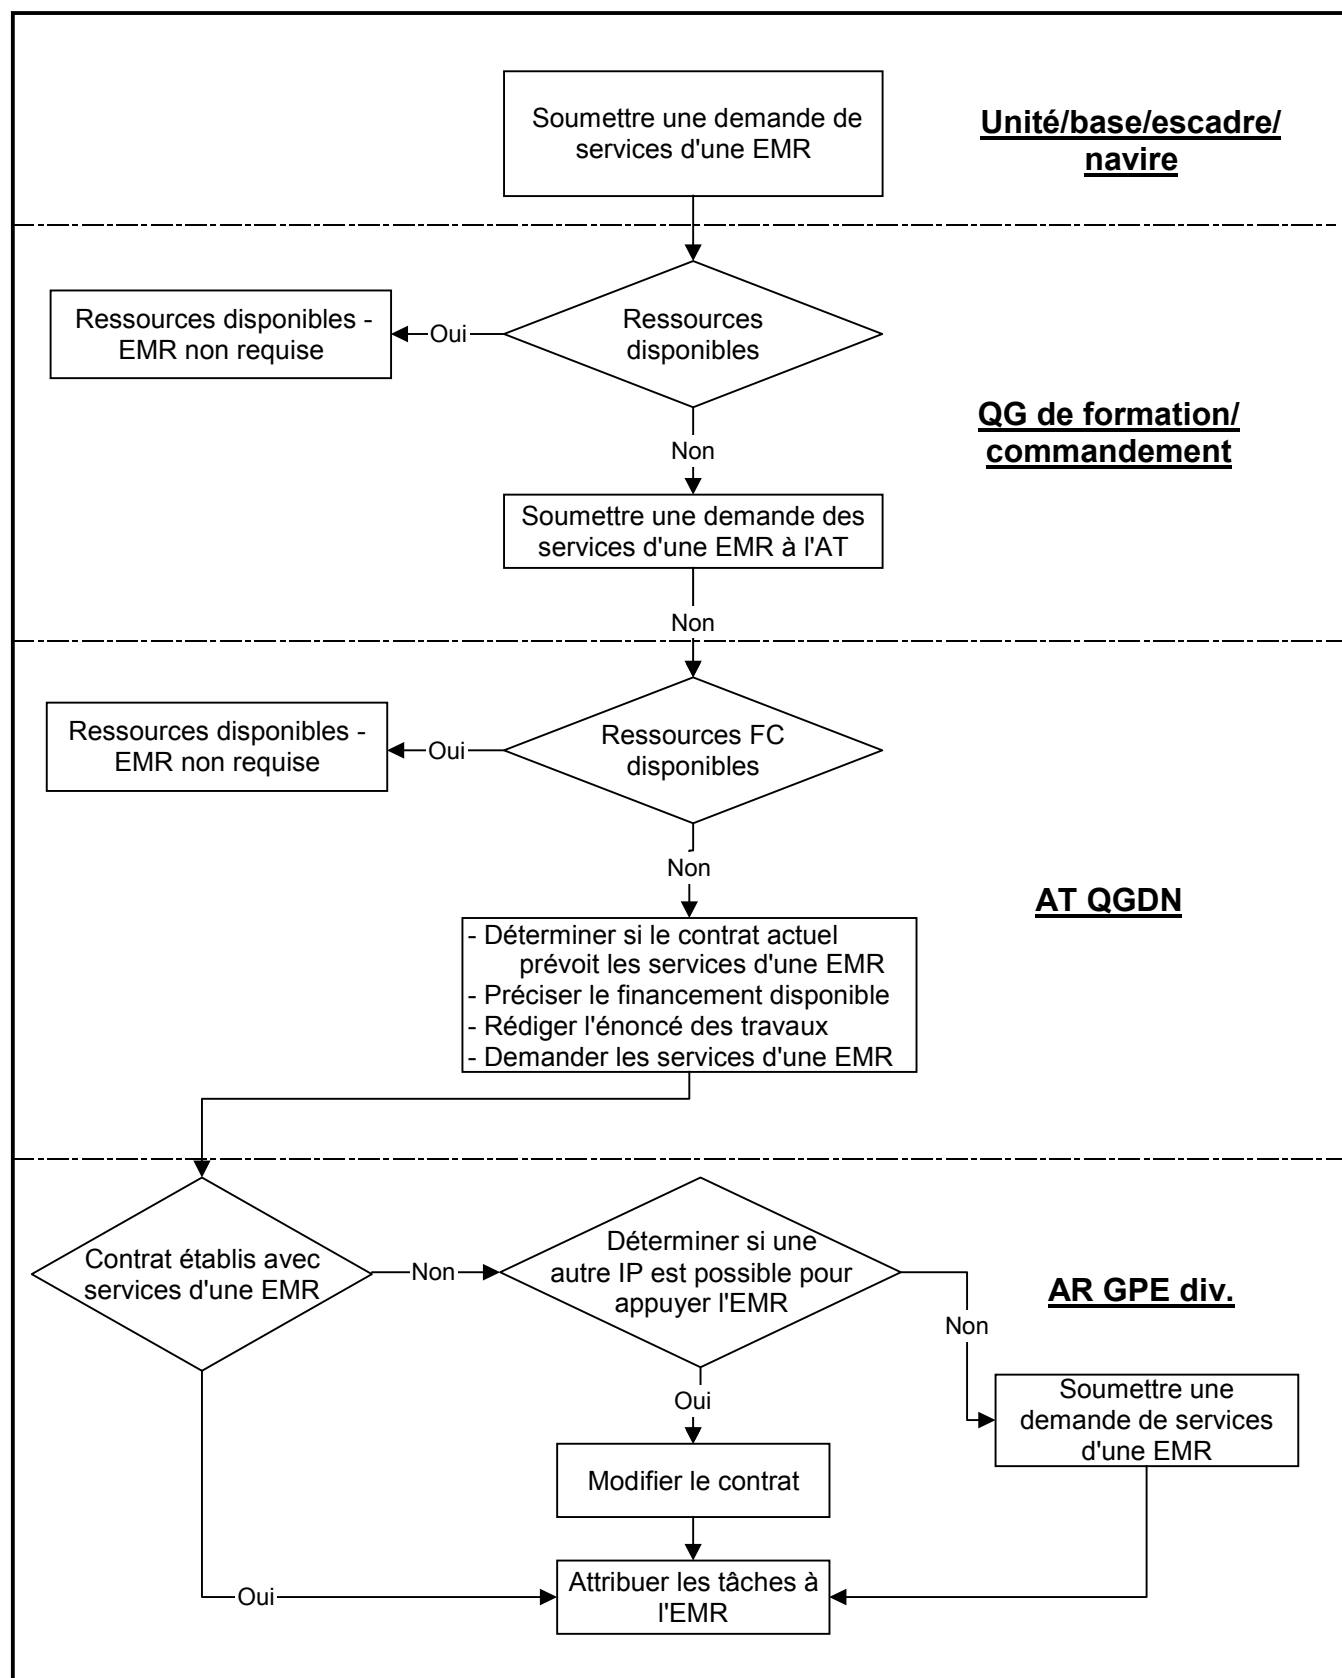 Soumettre une demande de
services d'une EMR
Unité/base/escadre/
navire
Ressources disponibles -
EMR non requise
Oui
Ressources
disponibles
QG de formation/
commandement
Non
Soumettre une demande des
services d'une EMR à l'AT
Non
Ressources disponibles -
EMR non requise
Oui
Ressources FC
disponibles
Non
AT QGDN
- Déterminer si le contrat actuel
prévoit les services d'une EMR
- Préciser le financement disponible
- Rédiger l'énoncé des travaux
- Demander les services d'une EMR
Contrat établis avec
services d'une EMR
Non
Déterminer si une
autre IP est possible pour
appuyer l'EMR
AR GPE div.
Non
Oui
Soumettre une
demande de services
d'une EMR
Modifier le contrat
Oui
Attribuer les tâches à
l'EMR